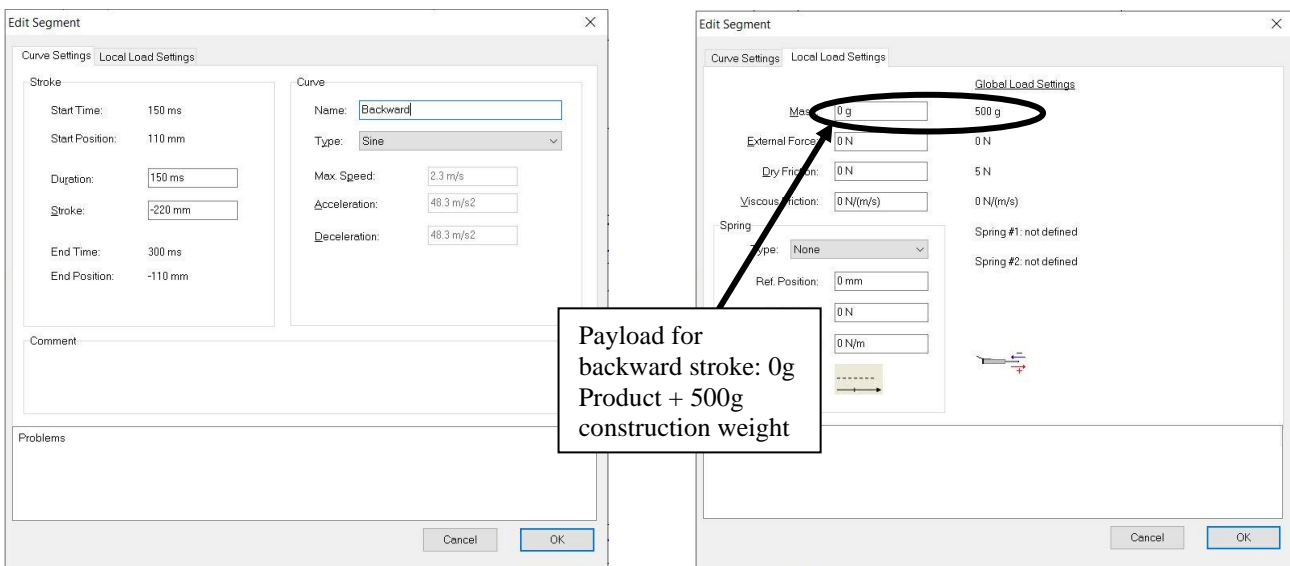 Edit Segment
Curve Settings Local Load Settings
Stroke
Start Time: 150 ms
Start Position: 110 mm
Duration: 150 ms
Stroke: -220 mm
End Time: 300 ms
End Position: -110 mm
Curve
Name: Backward
Type: Sine
Max. Speed: 2.3 m/s
Acceleration: 48.3 m/s2
Deceleration: 48.3 m/s2
Comment
Problems
Cancel OK
Edit Segment
Curve Settings Local Load Settings
Global Load Settings
0 g 500 g
External Force: 0 N 0 N
Dry Friction: 0 N 5 N
Viscous Friction: 0 N/(m/s) 0 N/(m/s)
Spring
Type: None
Ref. Position: 0 mm
0 N
0 N/m
Spring #1: not defined
Spring #2: not defined
Payload for
backward stroke: 0g
Product + 500g
construction weight
Cancel OK